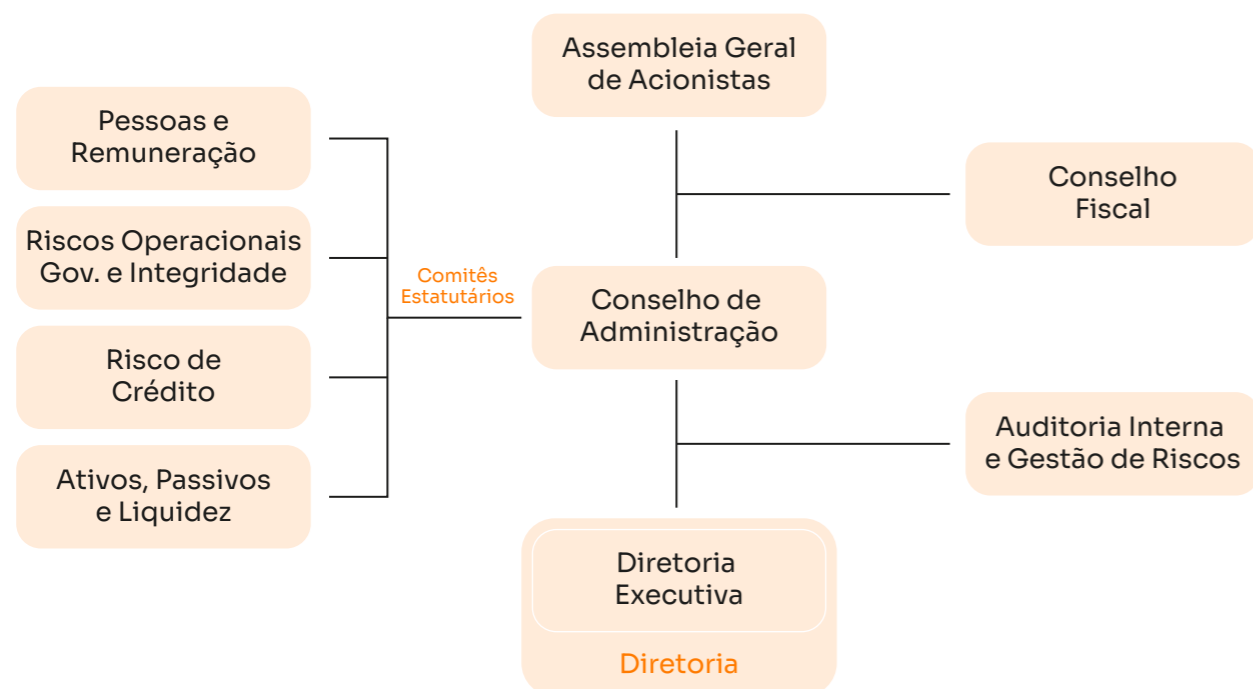 Assembleia Geral
de Acionistas
Pessoas e
Remuneração
Conselho
Fiscal
Riscos Operacionais
Gov. e Integridade
Comitês
Estatutários
Conselho de
Administração
Risco de
Crédito
Auditoria Interna
e Gestão de Riscos
Ativos, Passivos
e Liquidez
Diretoria
Executiva
Diretoria